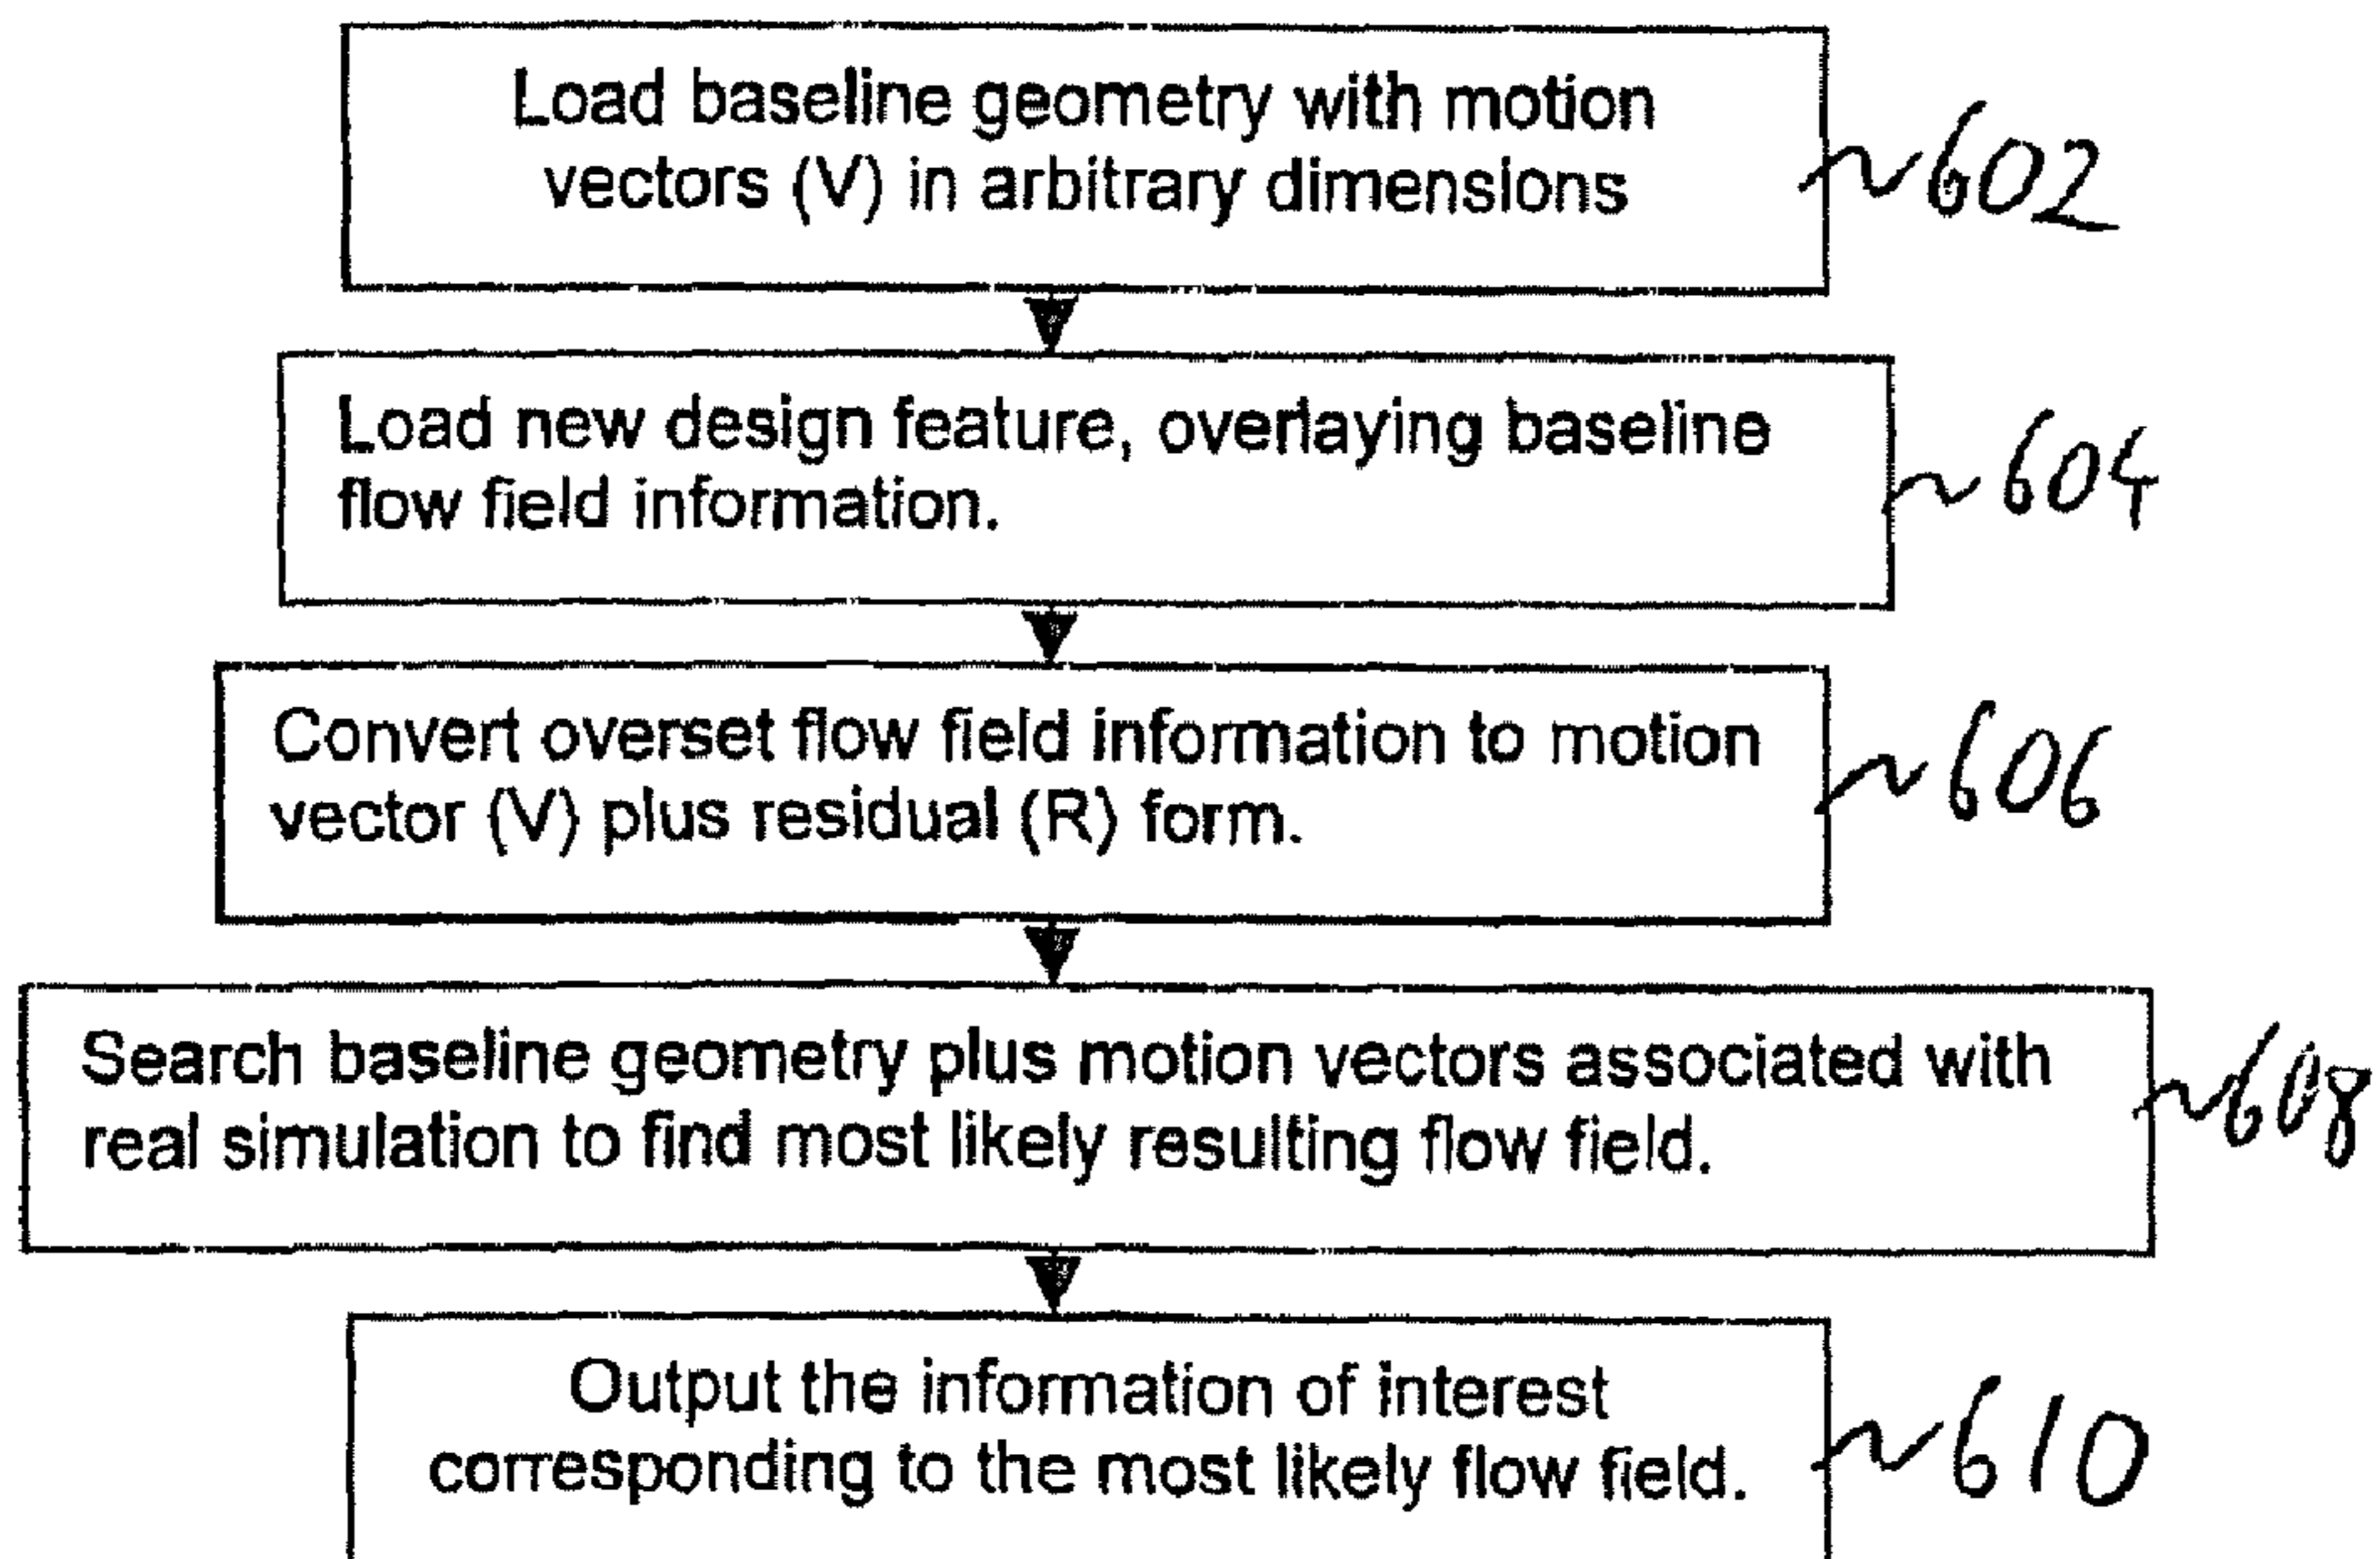 Load baseline geometry with motion
vectors (V) in arbitrary dimensions
602
Load new design feature, overlaying baseline
flow field information.
604
Convert overset flow field information to motion
vector (V) plus residual (R) form.
606
Search baseline geometry plus motion vectors associated with
real simulation to find most likely resulting flow field.
608
Output the information of interest
corresponding to the most likely flow field.
610